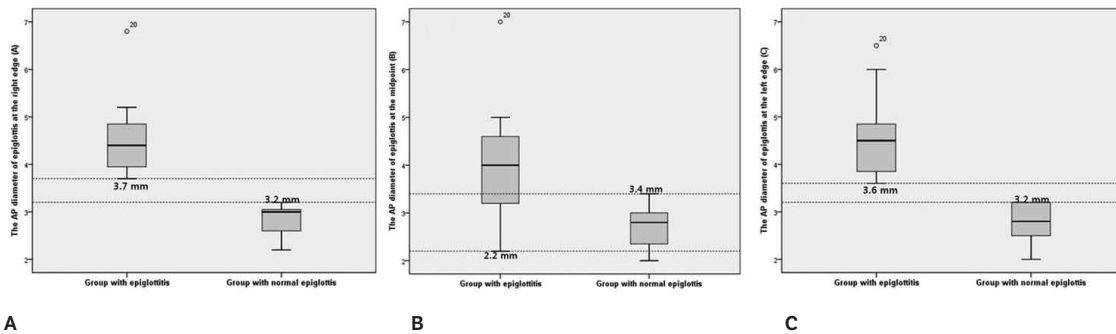 The AP diameter of epiglottis at the right edge (A)
7
6
5
4
3
2
20
3.7 mm
3.2 mm
Group with epiglottitis
Group with normal epiglottis
A
The AP diameter of epiglottis at the midpoint (B)
7
6
5
4
3
2
20
3.4 mm
2.2 mm
Group with epiglottitis
Group with normal epiglottis
B
The AP diameter of epiglottis at the left edge (C)
7
6
5
4
3
2
20
3.6 mm
3.2 mm
Group with epiglottitis
Group with normal epiglottis
C